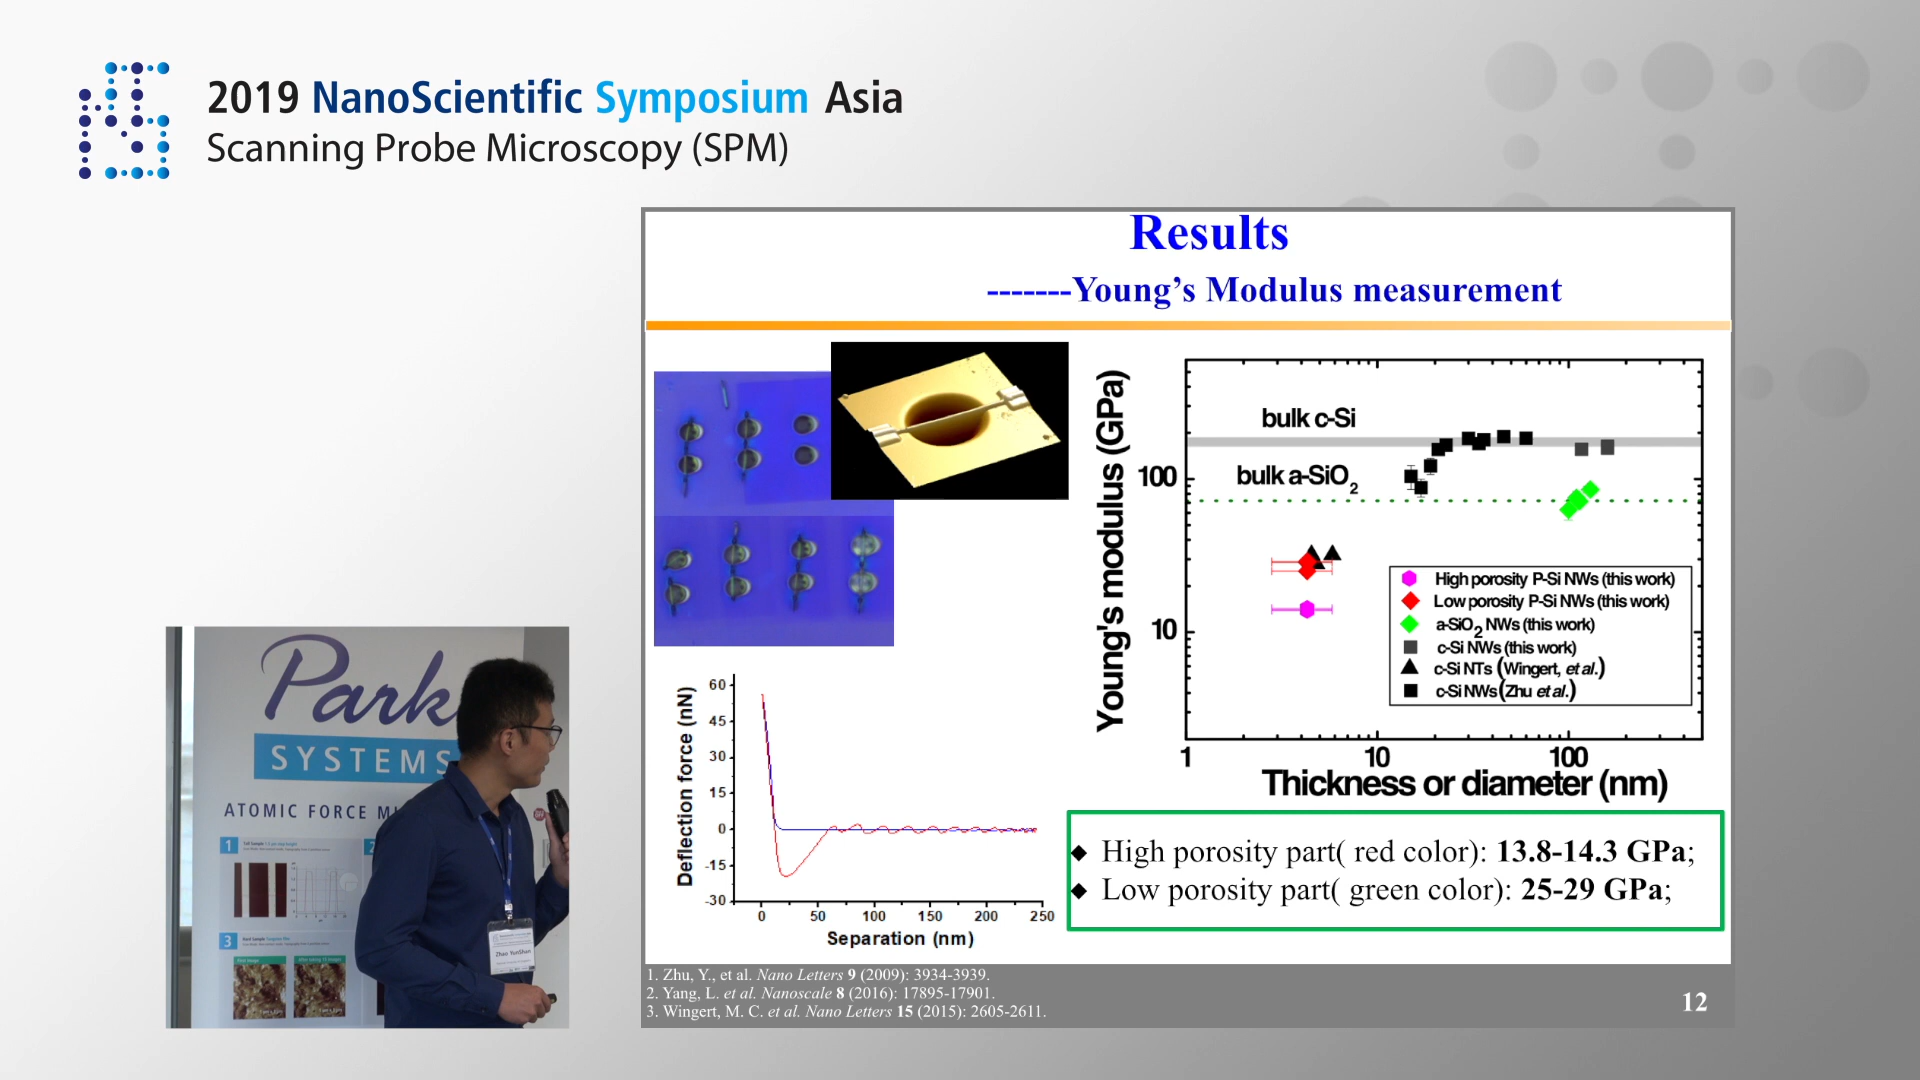 2019 NanoScientific Symposium Asia
Scanning Probe Microscopy (SPM)
Results
-------Young's Modulus measurement
Young's modulus (GPa)
100
10
bulk c-Si
bulk a-SiO2
High porosity P-Si NWs (this work)
Low porosity P-Si NWs (this work)
a-SiO2 NWs (this work)
c-Si NWs (this work)
c-Si NTs (Wingert, et al.)
c-Si NWs (Zhu et al.)
1 10 100
Thickness or diameter (nm)
Deflection force (nN)
60
45
30
15
0
-15
-30
0 50 100 150 200 250
Separation (nm)
◆ High porosity part( red color): 13.8-14.3 GPa;
◆ Low porosity part( green color): 25-29 GPa;
1. Zhu, Y., et al. Nano Letters 9 (2009): 3934-3939.
2. Yang, L. et al. Nanoscale 8 (2016): 17895-17901.
3. Wingert, M. C. et al. Nano Letters 15 (2015): 2605-2611.
12
Park
SYSTEMS
ATOMIC FORCE M
1
2
3
Zhao YunShan